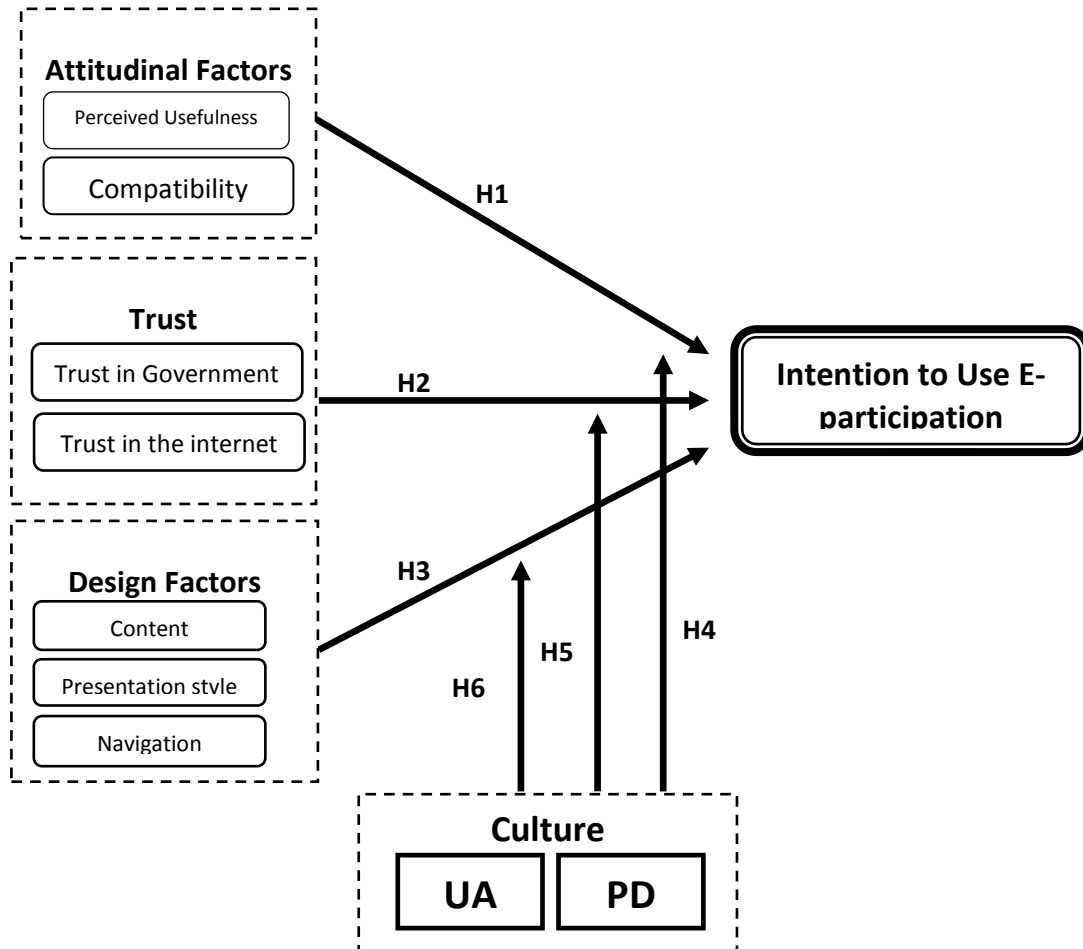 Attitudinal Factors
Perceived Usefulness
Compatibility
H1
Trust
Trust in Government
Trust in the internet
H2
Intention to Use E-
participation
Design Factors
Content
Presentation style
Navigation
H3
H4
H5
H6
Culture
UA
PD